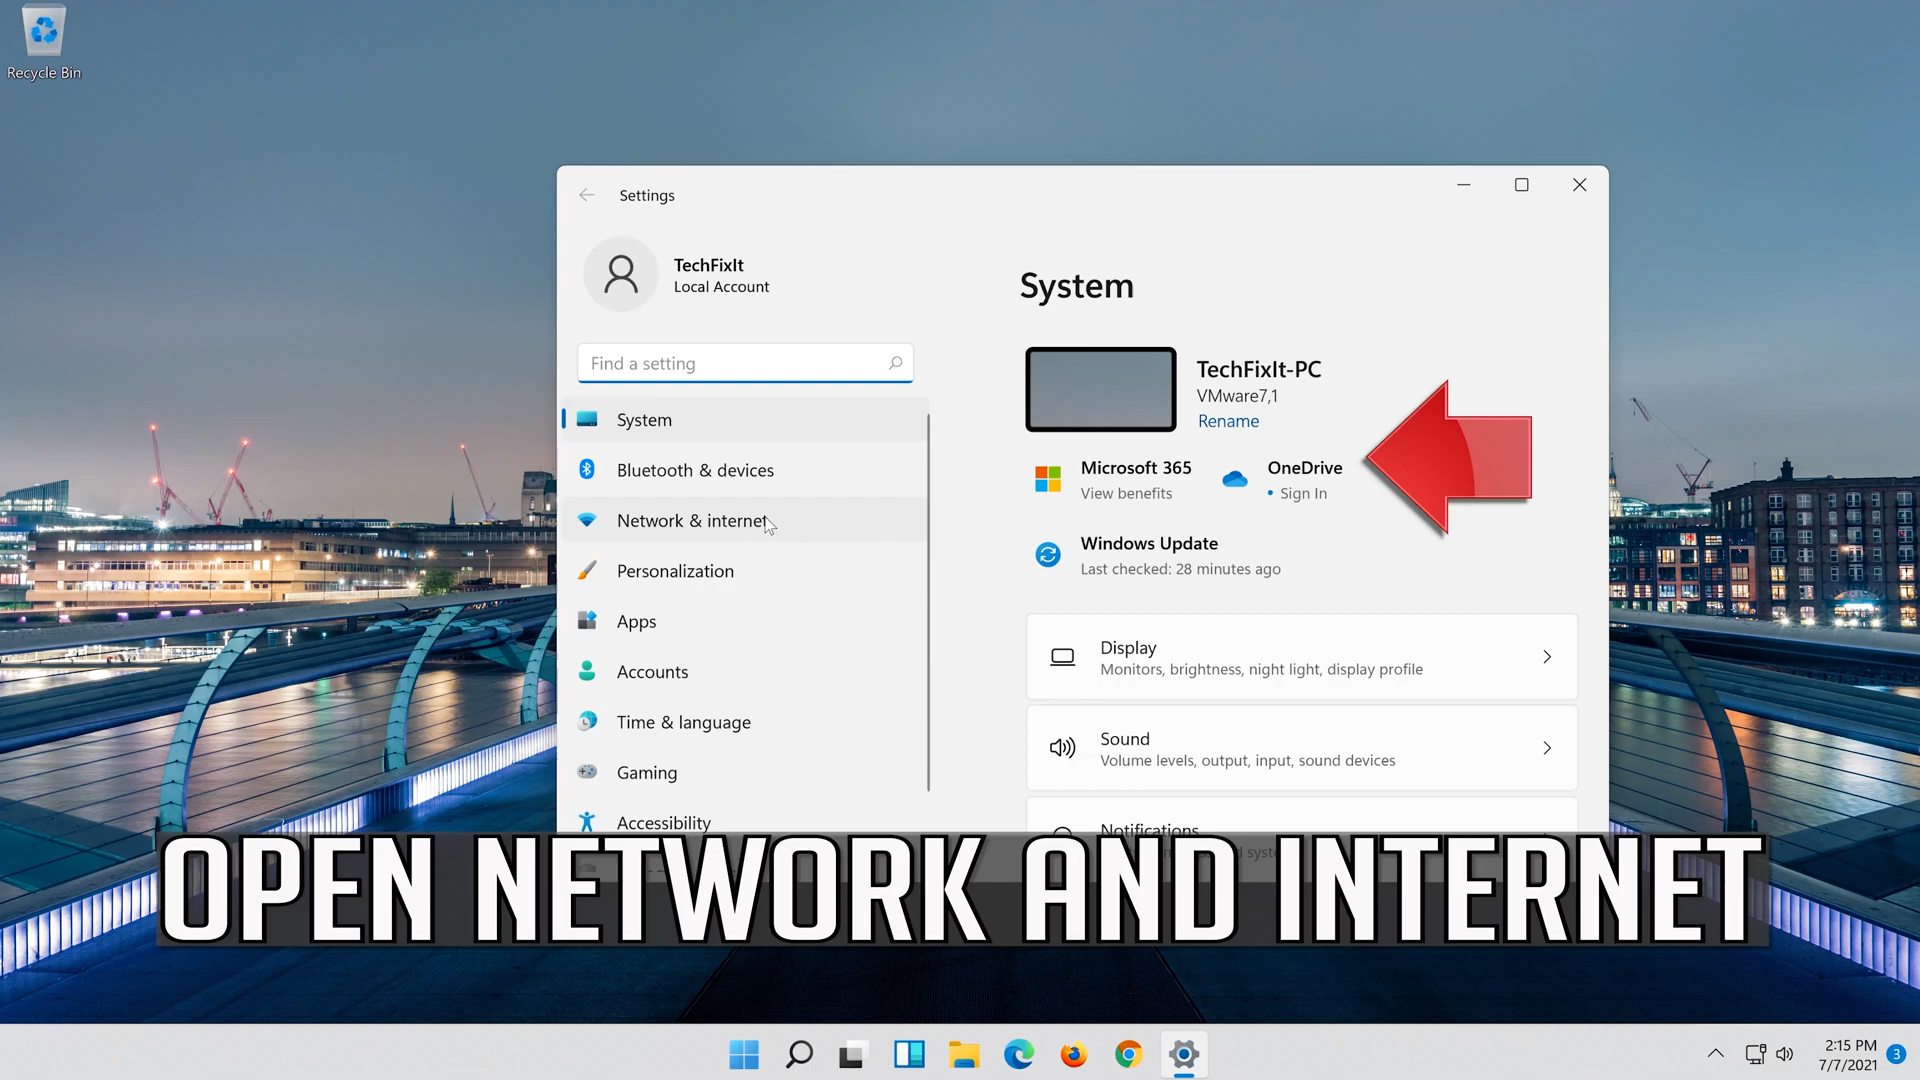 Recycle Bin
Settings
TechFixIt
Local Account
Find a setting
System
Bluetooth & devices
Network & internet
Personalization
Apps
Accounts
Time & language
Gaming
Accessibility
System
TechFixIt-PC
VMware7,1
Rename
Microsoft 365
View benefits
OneDrive
• Sign In
Windows Update
Last checked: 28 minutes ago
Display
Monitors, brightness, night light, display profile
Sound
Volume levels, output, input, sound devices
Notifications
OPEN NETWORK AND INTERNET
2:15 PM
7/7/2021
3